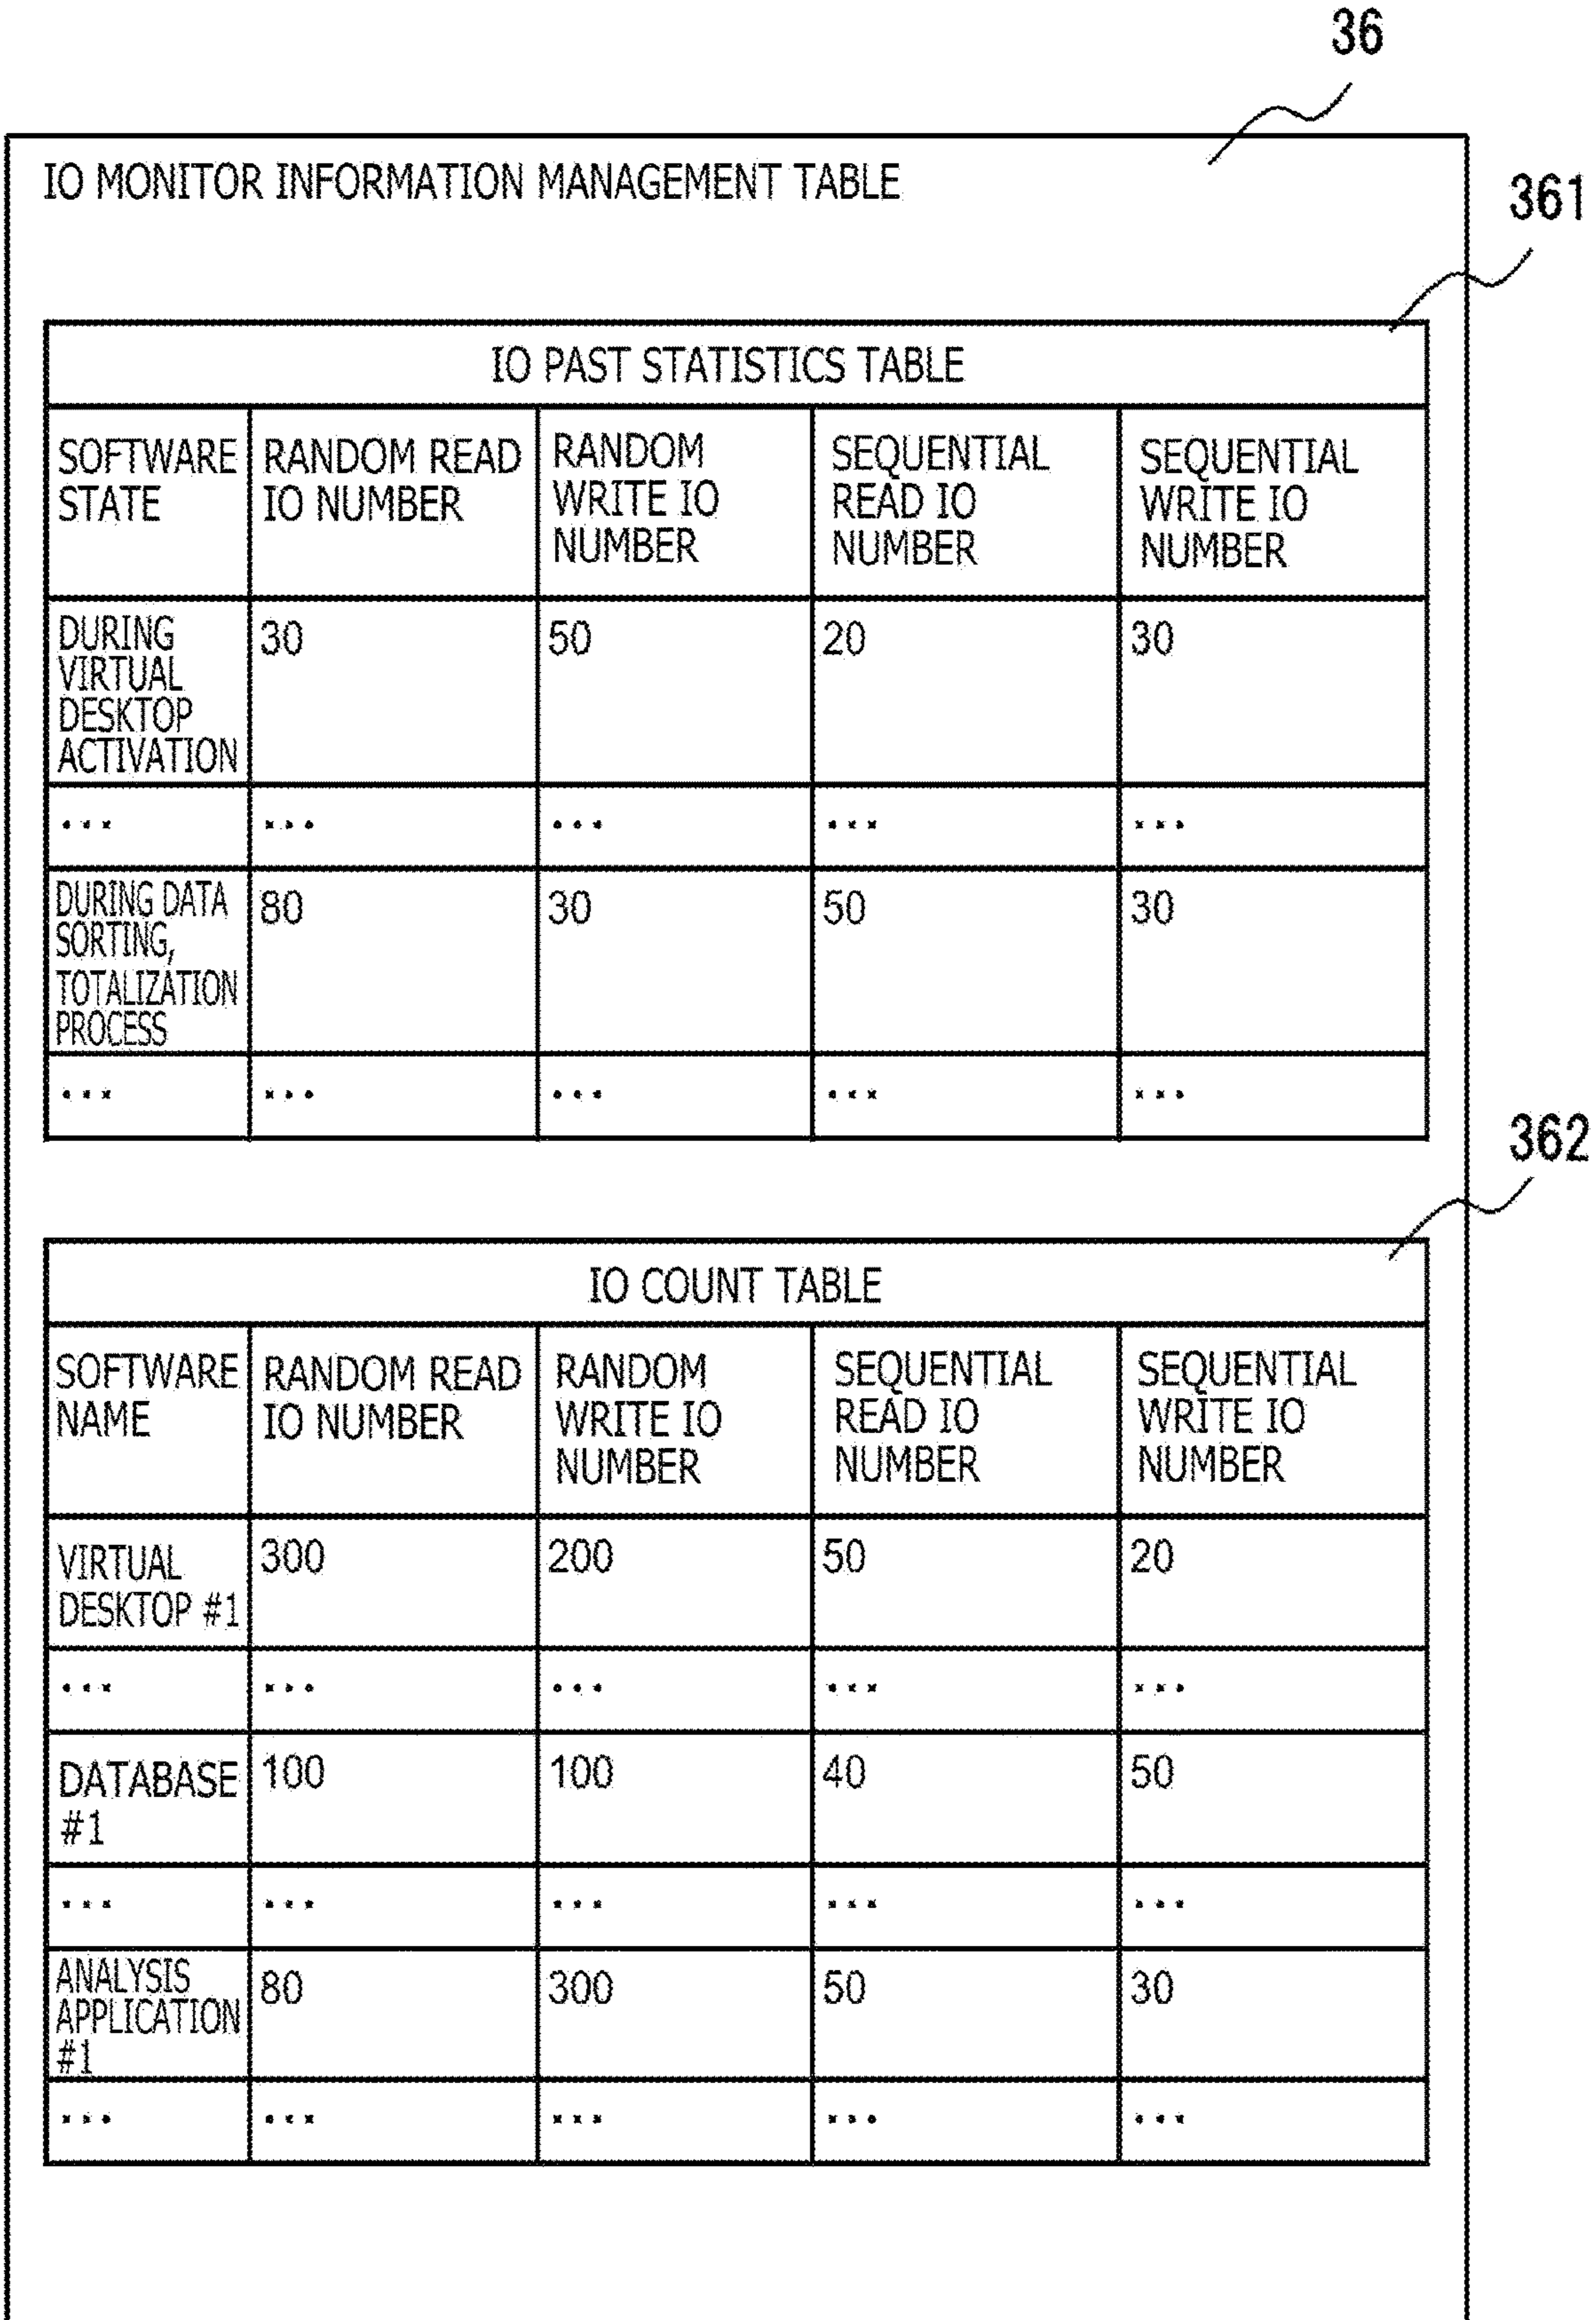 36
IO MONITOR INFORMATION MANAGEMENT TABLE
361
IO PAST STATISTICS TABLE
SOFTWARE
STATE
RANDOM READ
IO NUMBER
RANDOM
WRITE IO
NUMBER
SEQUENTIAL
READ IO
NUMBER
SEQUENTIAL
WRITE IO
NUMBER
DURING
VIRTUAL
DESKTOP
ACTIVATION
30
50
20
30
...
...
...
...
...
DURING DATA
SORTING,
TOTALIZATION
PROCESS
80
30
50
30
...
...
...
...
...
362
IO COUNT TABLE
SOFTWARE
NAME
RANDOM READ
IO NUMBER
RANDOM
WRITE IO
NUMBER
SEQUENTIAL
READ IO
NUMBER
SEQUENTIAL
WRITE IO
NUMBER
VIRTUAL
DESKTOP #1
300
200
50
20
...
...
...
...
...
DATABASE
#1
100
100
40
50
...
...
...
...
...
ANALYSIS
APPLICATION
#1
80
300
50
30
...
...
...
...
...